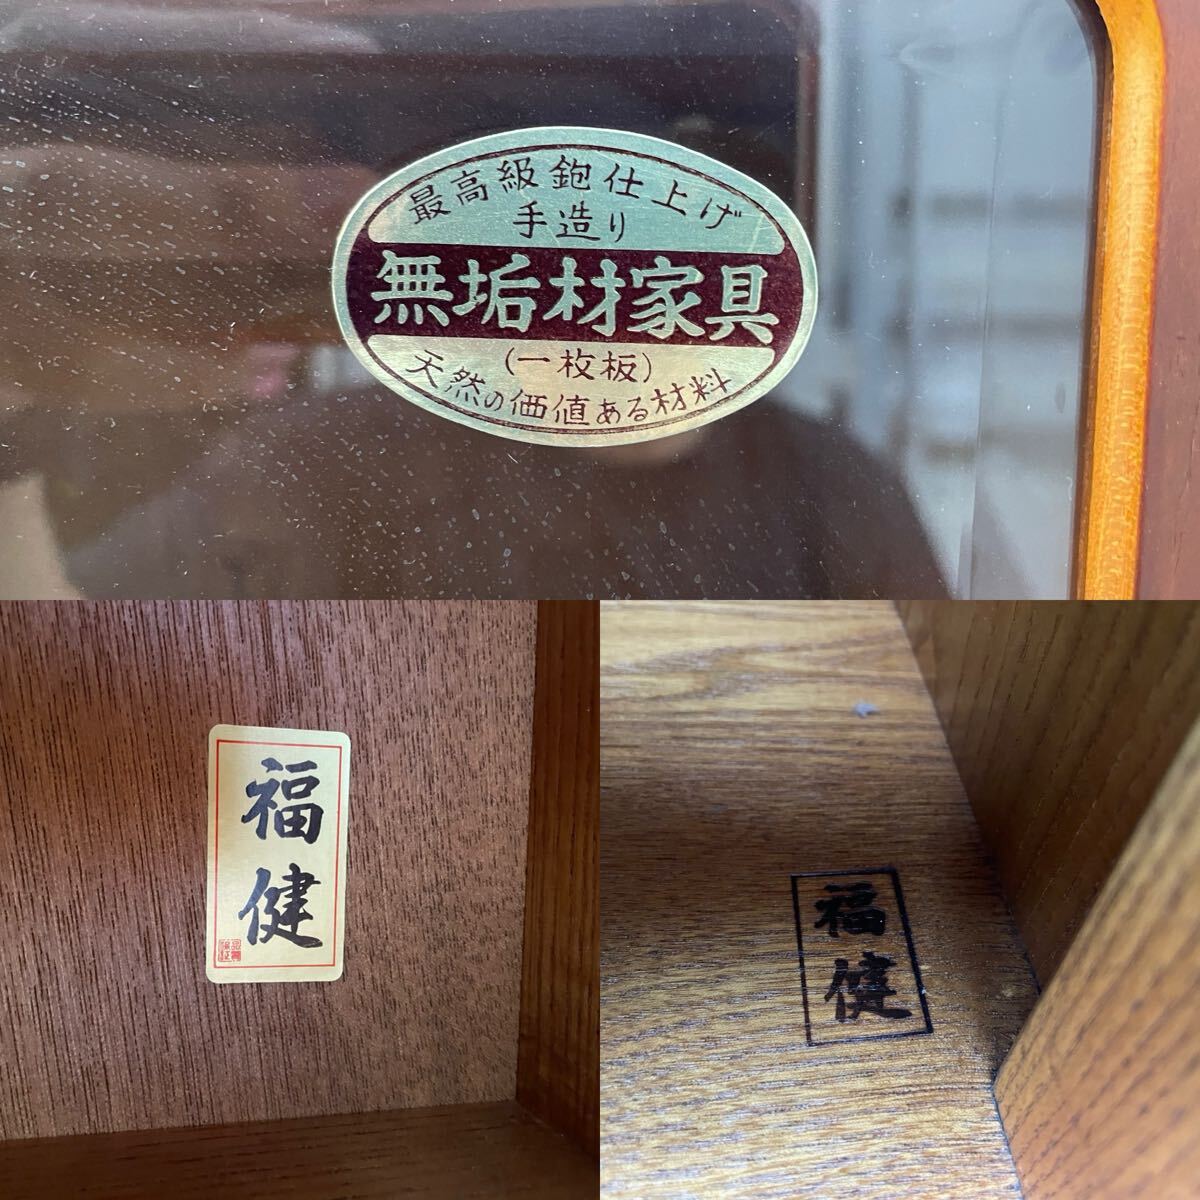 最高級鉋仕上げ
手造り
無垢材家具
(一枚板)
天然の価値ある材料
福健
福健